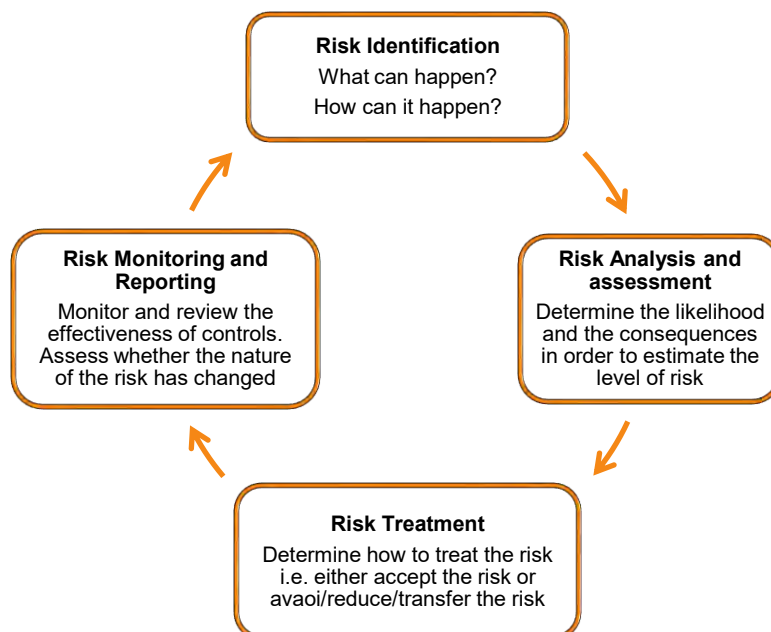 Risk Identification
What can happen?
How can it happen?
Risk Monitoring and
Reporting
Monitor and review the
effectiveness of controls.
Assess whether the nature
of the risk has changed
Risk Analysis and
assessment
Determine the likelihood
and the consequences
in order to estimate the
level of risk
Risk Treatment
Determine how to treat the risk
i.e. either accept the risk or
avaoi/reduce/transfer the risk